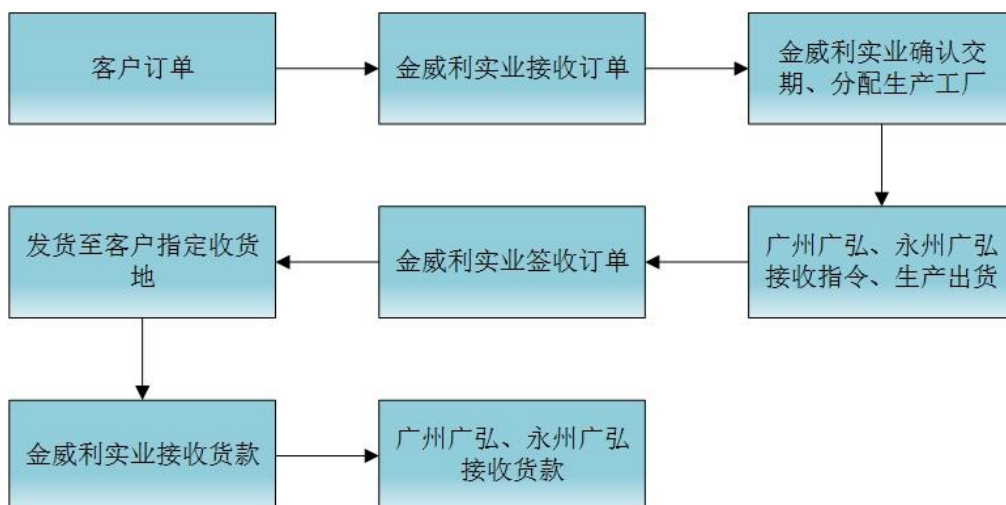 客户订单
金威利实业接收订单
金威利实业确认交
期、分配生产工厂
广州广弘、永州广弘
接收指令、生产出货
金威利实业签收订单
发货至客户指定收货
地
金威利实业接收货款
广州广弘、永州广弘
接收货款